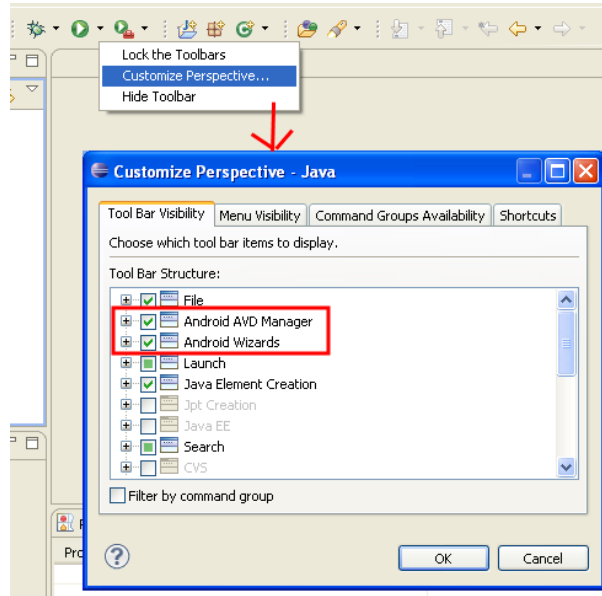 Lock the Toolbars
Customize Perspective...
Hide Toolbar
Customize Perspective - Java
Tool Bar Visibility Menu Visibility Command Groups Availability Shortcuts
Choose which tool bar items to display.
Tool Bar Structure:
File
Android AVD Manager
Android Wizards
Launch
Java Element Creation
Jpt Creation
Java EE
Search
CVS
Filter by command group
OK Cancel